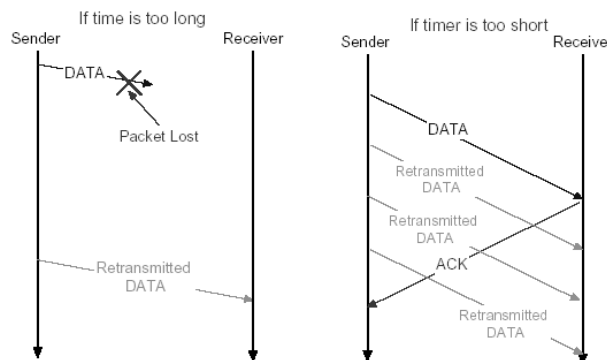 If time is too long
Sender
Receiver
DATA
Packet Lost
Retransmitted
DATA
If timer is too short
Sender
Receive
DATA
Retransmitted
DATA
Retransmitted
DATA
ACK
Retransmitted
DATA